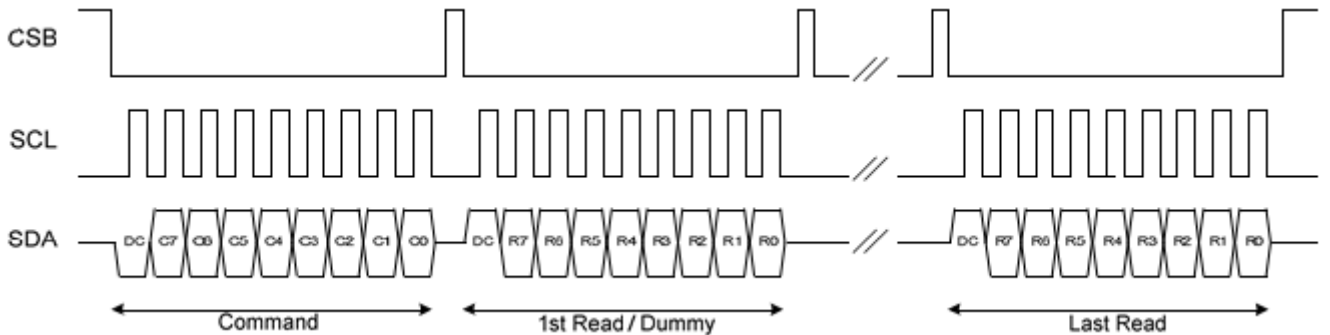 CSB
SCL
SDA DC C7 C6 C5 C4 C3 C2 C1 C0 DC R7 R6 R5 R4 R3 R2 R1 R0 // DC R7 R6 R5 R4 R3 R2 R1 R0
Command 1st Read / Dummy Last Read